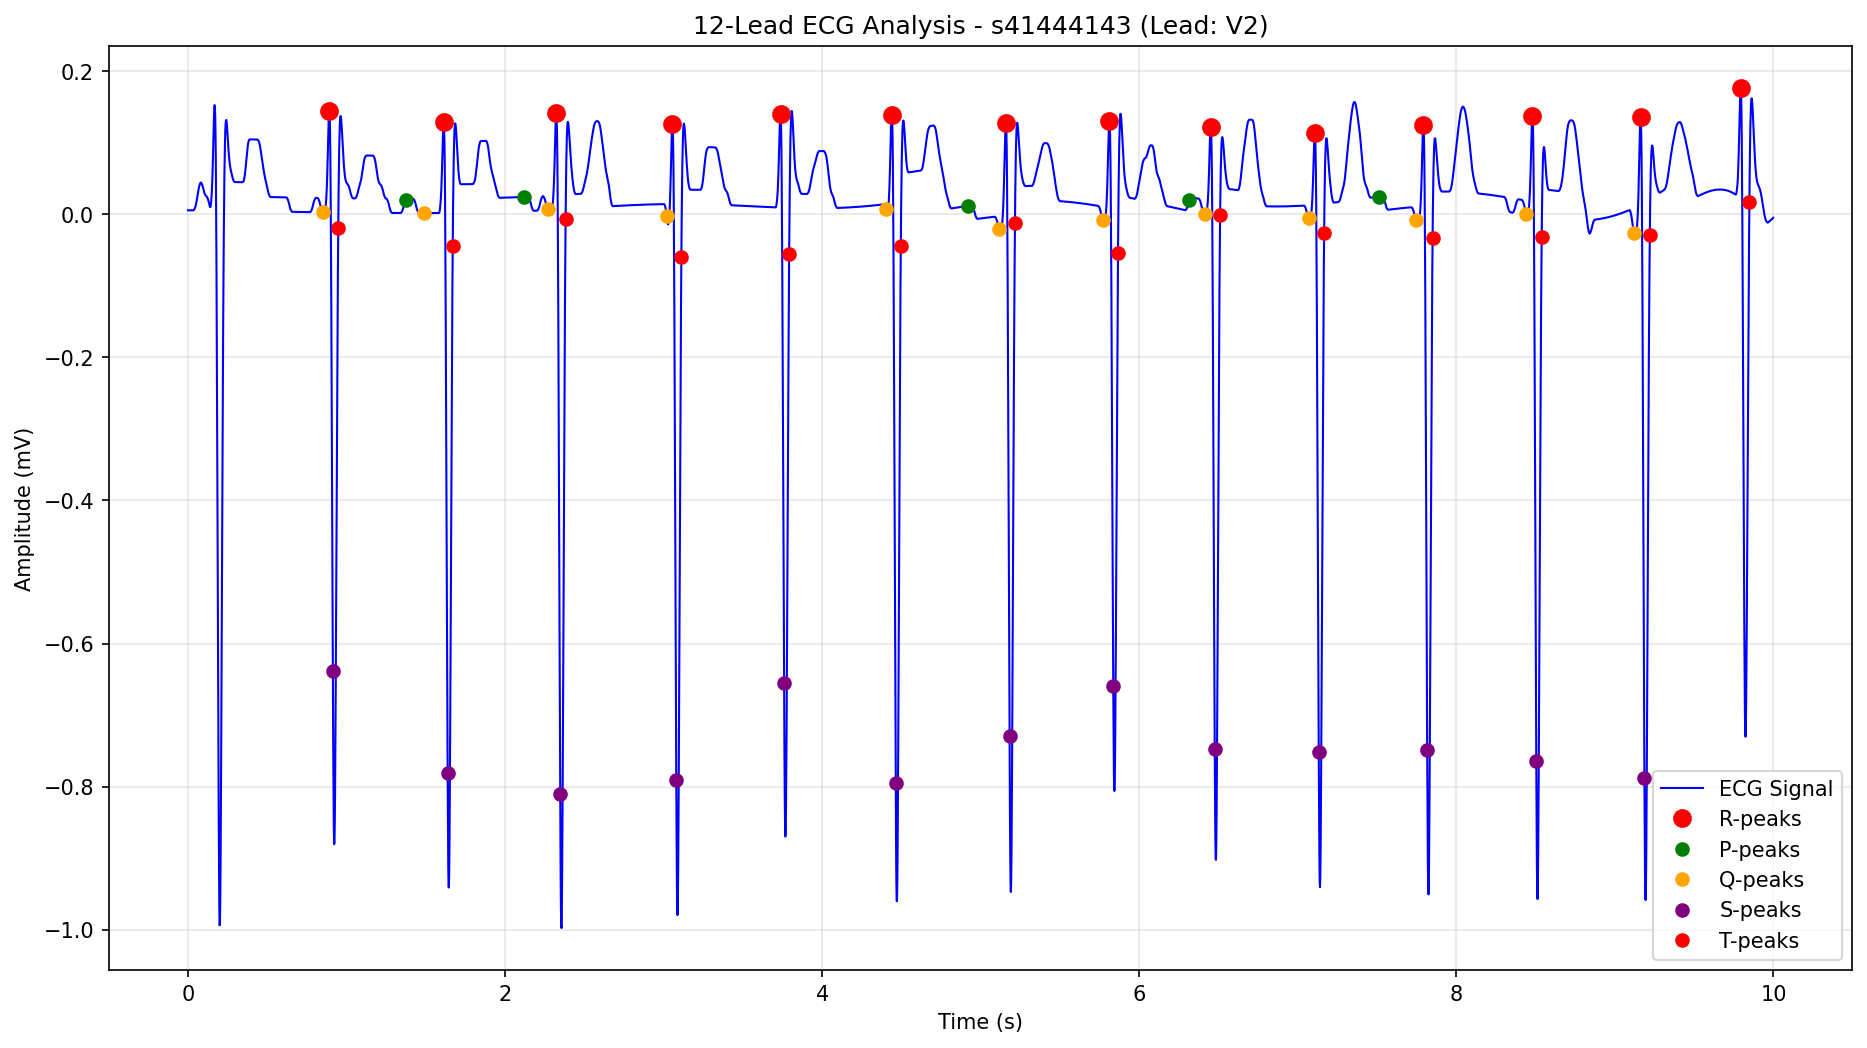 12-Lead ECG Analysis - s41444143 (Lead: V2)
Amplitude (mV)
0.2
0.0
−0.2
−0.4
−0.6
−0.8
−1.0
ECG Signal
R-peaks
P-peaks
Q-peaks
S-peaks
T-peaks
0 2 4 6 8 10
Time (s)